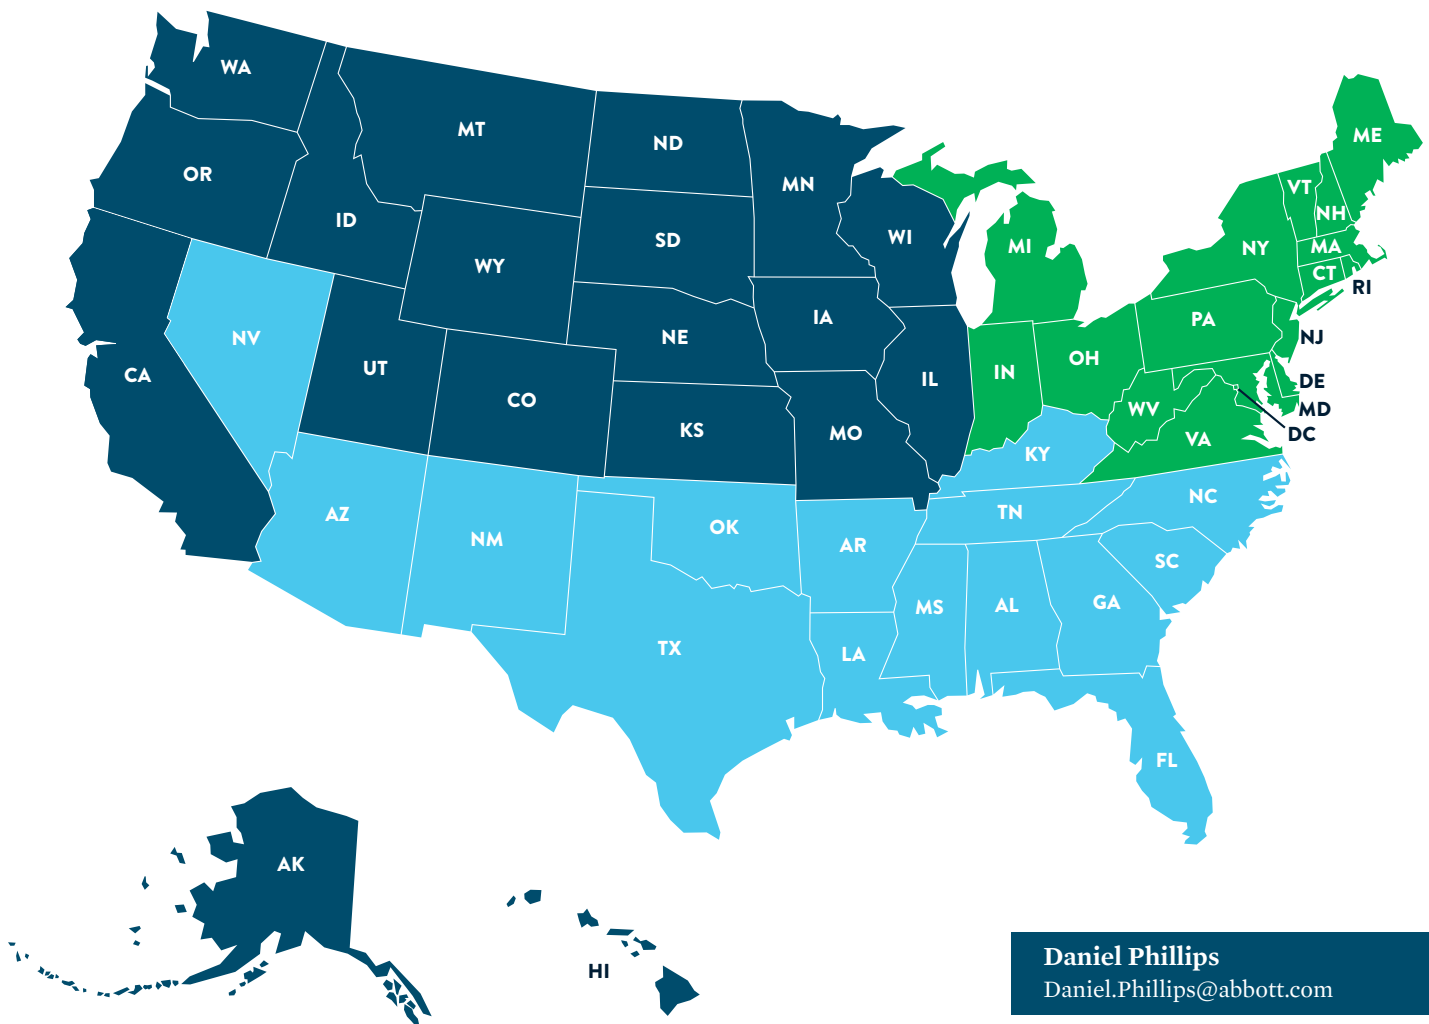 WA
MT
ND
MN
OR
ID
SD
WI
WY
MI
ME
VT
NH
NY
MA
CT
RI
NV
UT
CO
NE
IA
IL
IN
OH
PA
NJ
CA
KS
MO
KY
WV
VA
DE
MD
DC
AZ
NM
OK
AR
TN
NC
SC
MS
AL
GA
TX
LA
FL
AK
HI
Daniel Phillips
Daniel.Phillips@abbott.com